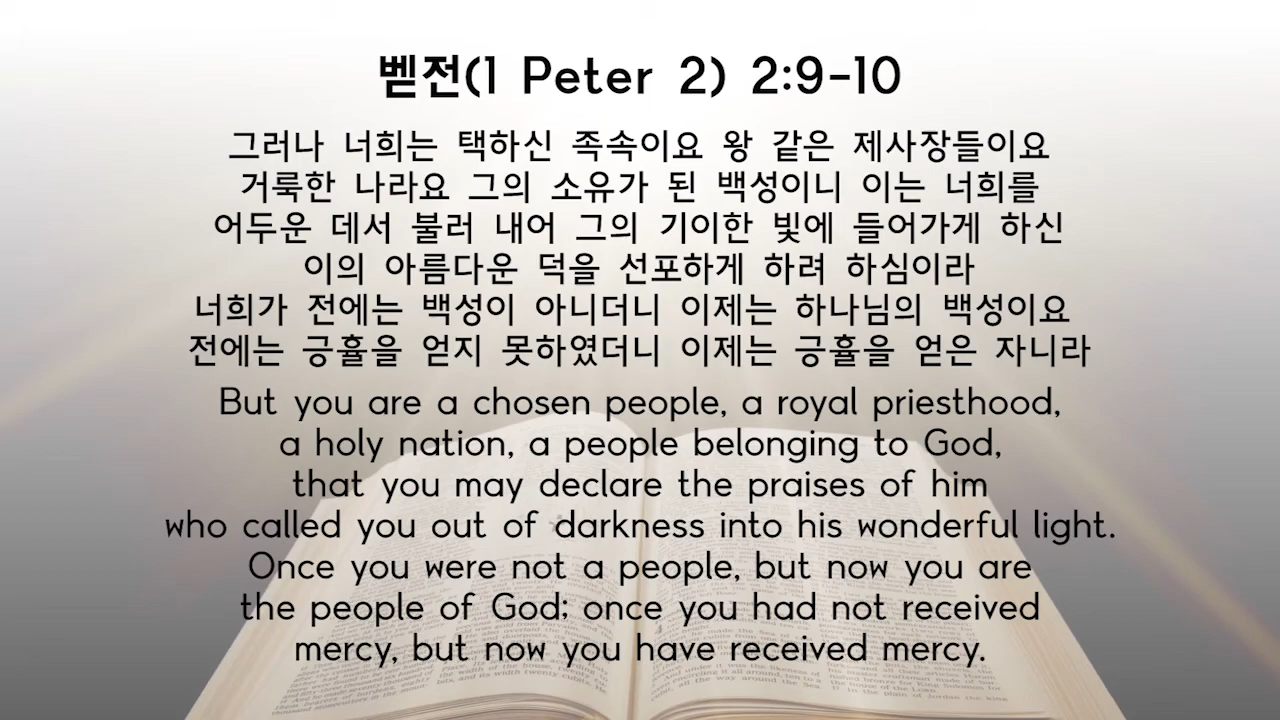 벧전(1 Peter 2) 2:9-10
그러나 너희는 택하신 족속이요 왕 같은 제사장들이요
거룩한 나라요 그의 소유가 된 백성이니 이는 너희를
어두운 데서 불러 내어 그의 기이한 빛에 들어가게 하신
이의 아름다운 덕을 선포하게 하려 하심이라
너희가 전에는 백성이 아니더니 이제는 하나님의 백성이요
전에는 긍휼을 얻지 못하였더니 이제는 긍휼을 얻은 자니라
But you are a chosen people, a royal priesthood,
a holy nation, a people belonging to God,
that you may declare the praises of him
who called you out of darkness into his wonderful light.
Once you were not a people, but now you are
the people of God; once you had not received
mercy, but now you have received mercy.